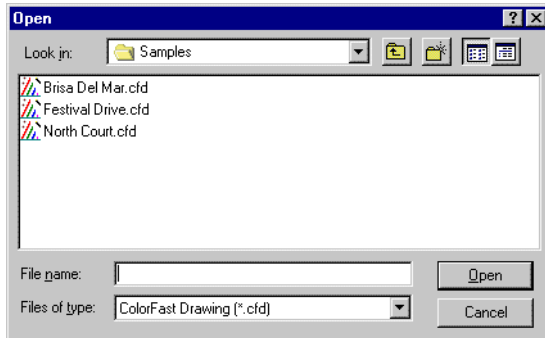 Open
Look in: Samples
Brisa Del Mar.cfd
Festival Drive.cfd
North Court.cfd
File name: Open
Files of type: ColorFast Drawing (*.cfd) Cancel